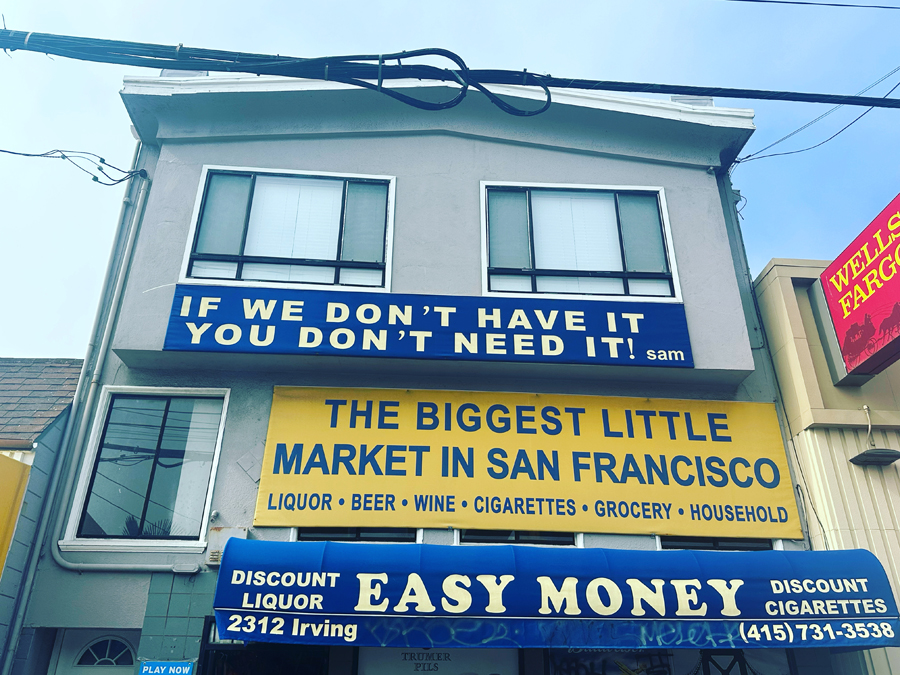 IF WE DON'T HAVE IT
YOU DON'T NEED IT! sam
THE BIGGEST LITTLE
MARKET IN SAN FRANCISCO
LIQUOR • BEER • WINE • CIGARETTES • GROCERY • HOUSEHOLD
DISCOUNT
LIQUOR
2312 Irving
EASY MONEY
DISCOUNT
CIGARETTES
(415) 731-3538
WELLS
FARGO
PLAY NOW
TRUMER
PILS